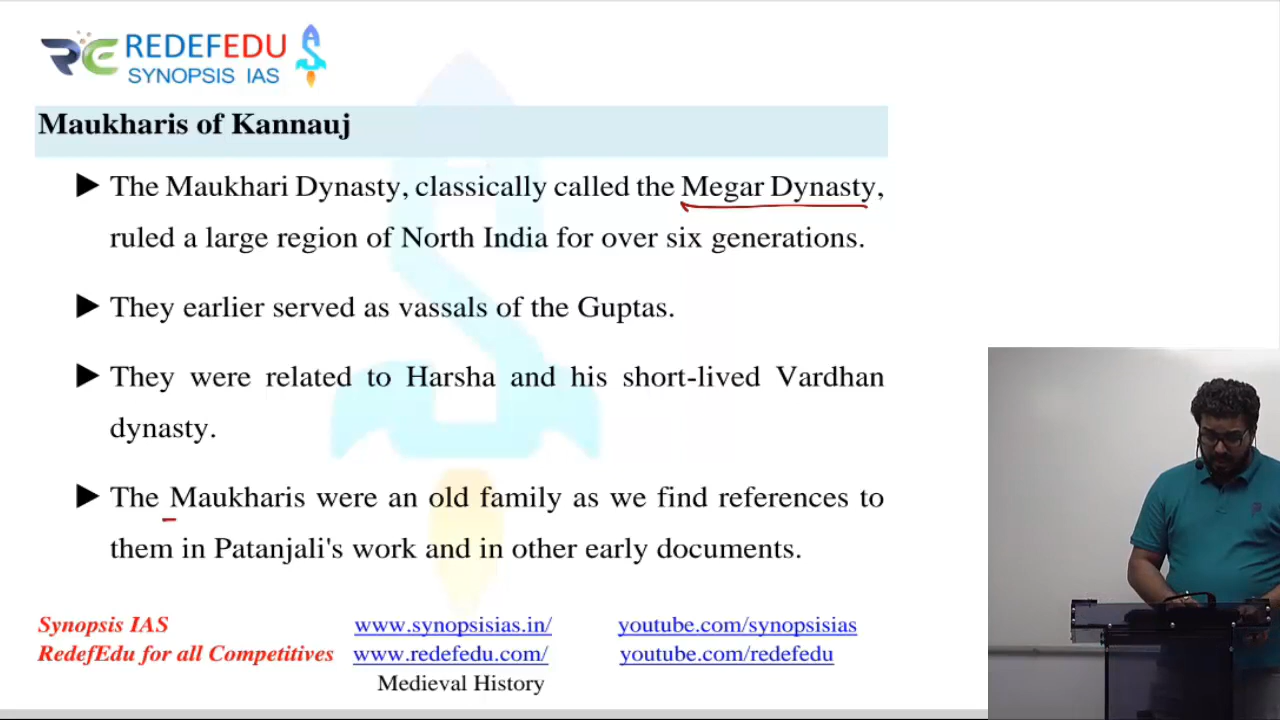 REDEFEDU
SYNOPSIS IAS
Maukharis of Kannauj
The Maukhari Dynasty, classically called the Megar Dynasty,
ruled a large region of North India for over six generations.
They earlier served as vassals of the Guptas.
They were related to Harsha and his short-lived Vardhan
dynasty.
The Maukharis were an old family as we find references to
them in Patanjali's work and in other early documents.
Synopsis IAS www.synopsisias.in/ youtube.com/synopsisias
RedefEdu for all Competitives www.redefedu.com/ youtube.com/redefedu
Medieval History